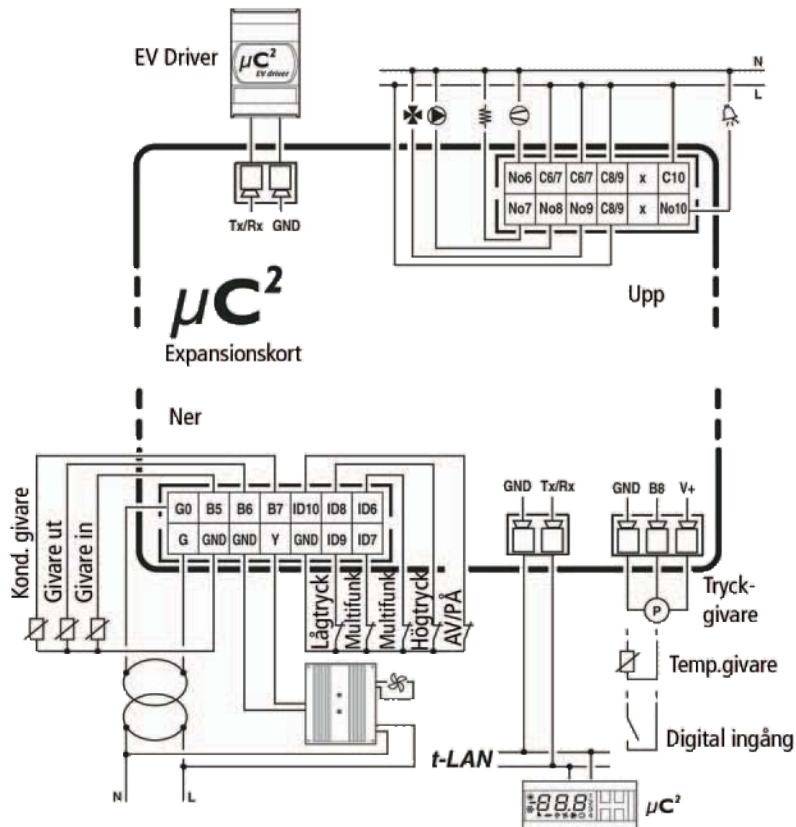 EV Driver
µC²
EV driver
N
L
Tx/Rx GND
No6 C6/7 C6/7 C8/9 x C10
No7 No8 No9 C8/9 x No10
µC²
Upp
Expansionskort
Ner
Kond. givare
Givare ut
Givare in
G0 B5 B6 B7 ID10 ID8 ID6
G GND GND Y GND ID9 ID7
GND Tx/Rx
GND B8 V+
Lågtryck
Multifunk
Multifunk
Högtryck
AV/PÅ
Tryck-
givare
P
Temp.givare
Digital ingång
t-LAN
N L
88.8
µC²